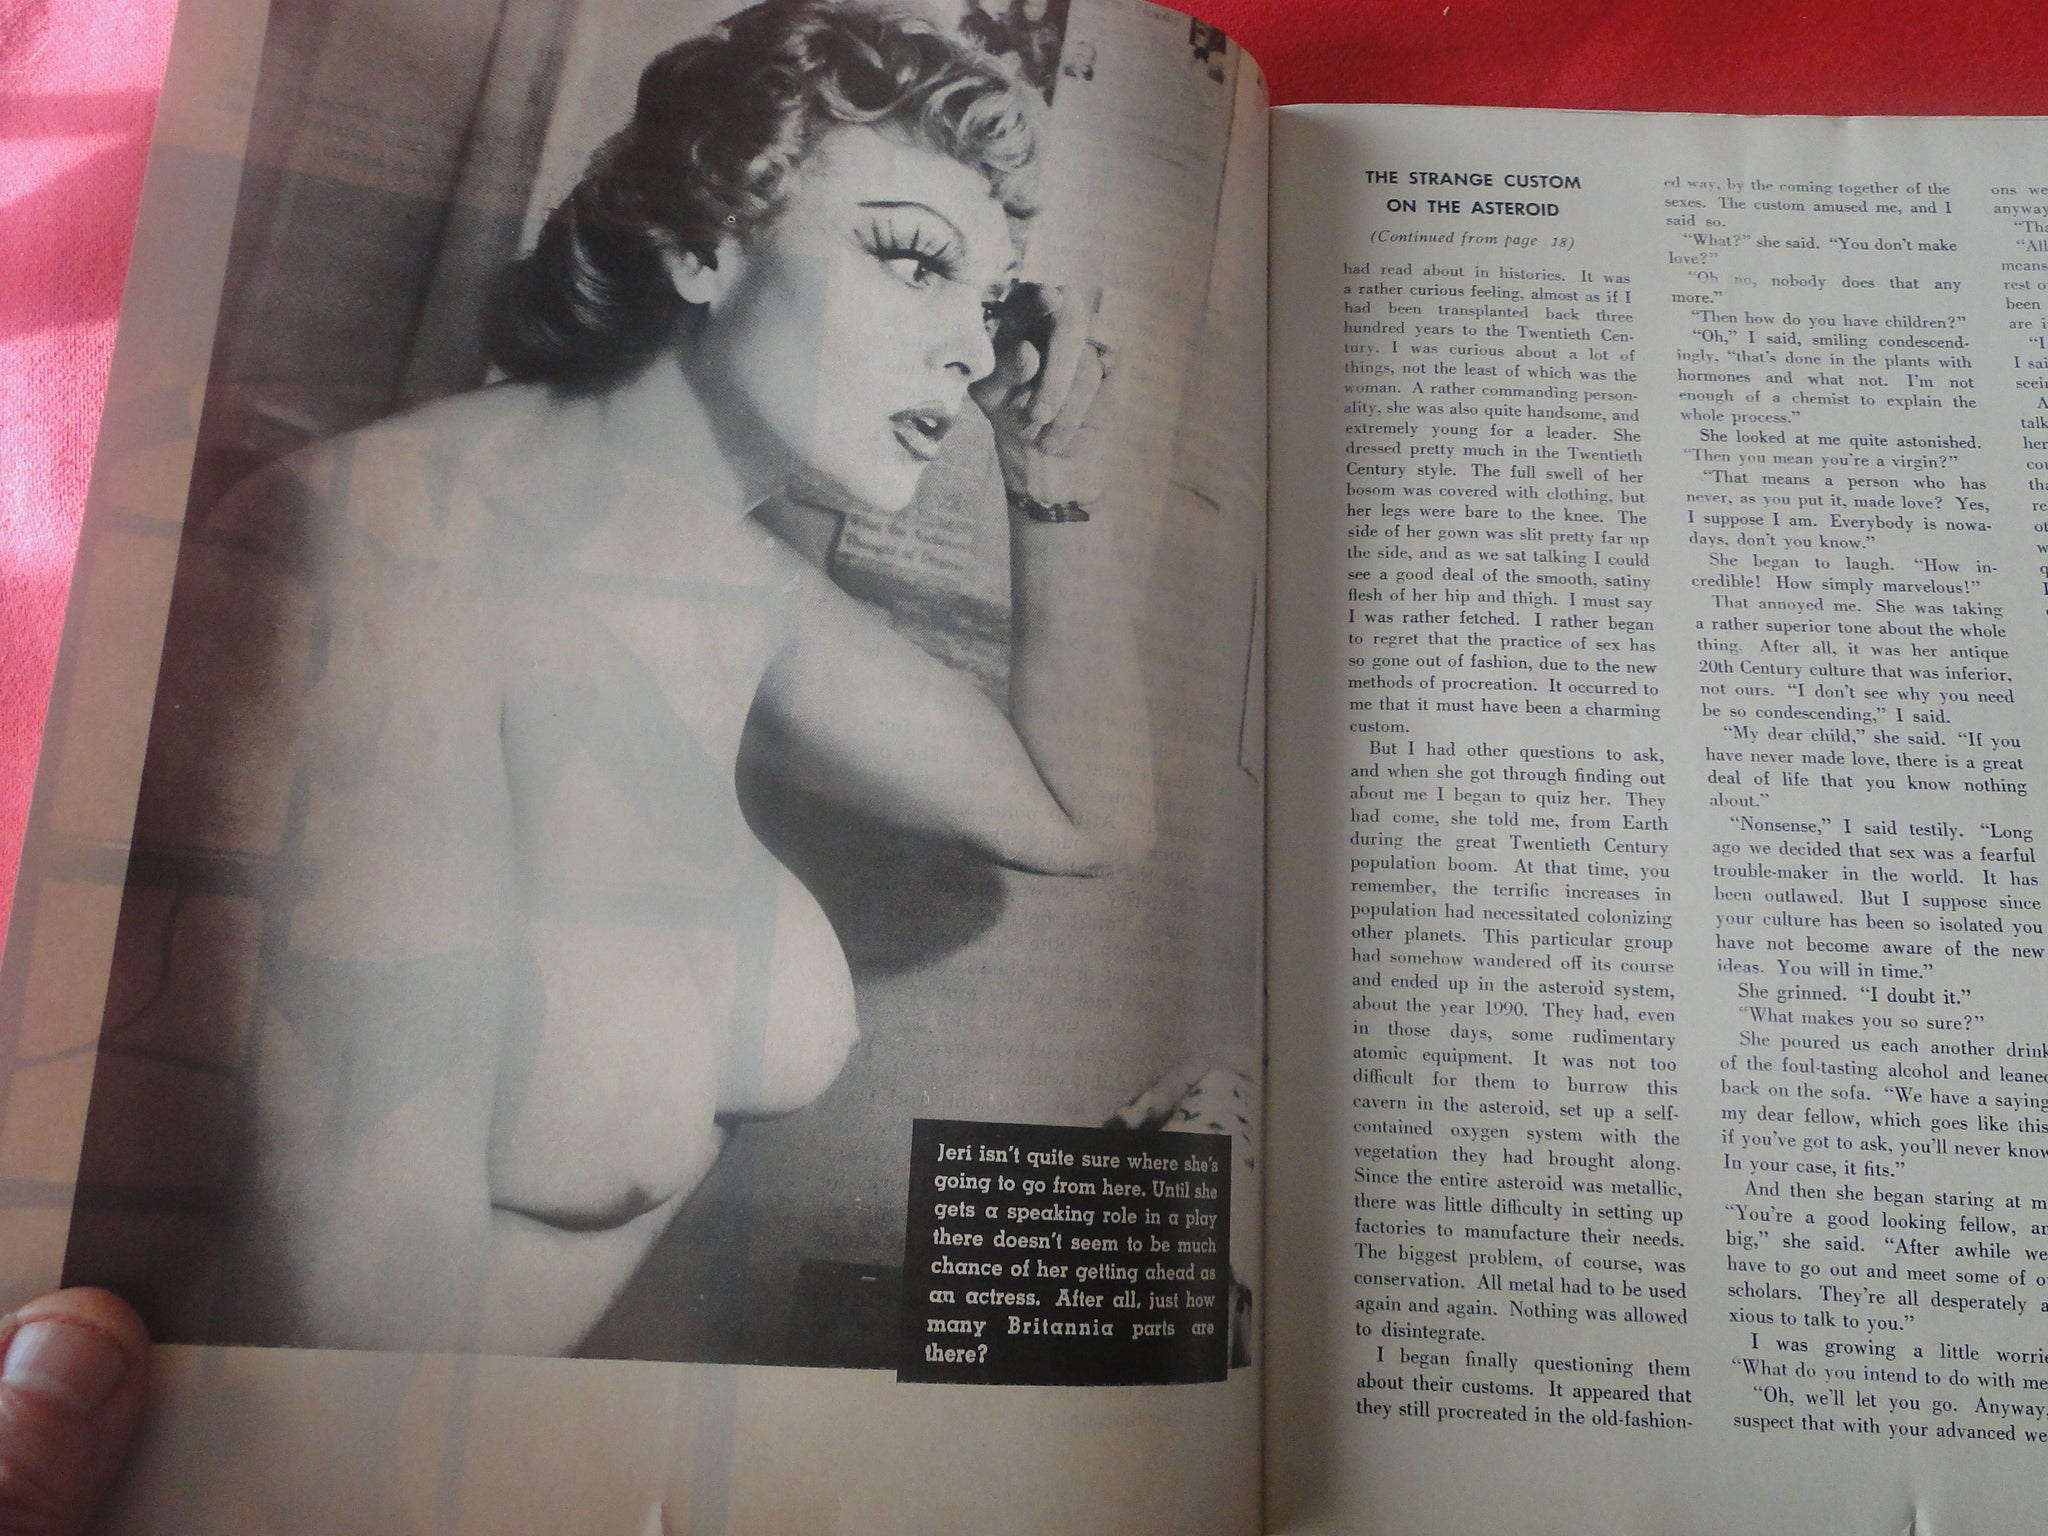 When the Audience
Thought of Dragons
Jeri isn't quite sure where she's
going to go from here. Until she
gets a speaking role in a play
there doesn't seem to be much
chance of her getting ahead as
an actress. After all, just how
many Britannia parts are
there?
THE STRANGE CUSTOM
ON THE ASTEROID
(Continued from page 18)
had read about in histories. It was
a rather curious feeling, almost as if I
had been transplanted back three
hundred years to the Twentieth Cen-
tury. I was curious about a lot of
things, not the least of which was the
woman. A rather commanding person-
ality, she was also quite handsome, and
extremely young for a leader. She
dressed pretty much in the Twentieth
Century style. The full swell of her
bosom was covered with clothing, but
her legs were bare to the knee. The
side of her gown was slit pretty far up
the side, and as we sat talking I could
see a good deal of the smooth, satiny
flesh of her hip and thigh. I must say
I was rather fetched. I rather began
to regret that the practice of sex has
so gone out of fashion, due to the new
methods of procreation. It occurred to
me that it must have been a charming
custom.
But I had other questions to ask,
and when she got through finding out
about me I began to quiz her. They
had come, she told me, from Earth
during the great Twentieth Century
population boom. At that time, you
remember, the terrific increases in
population had necessitated colonizing
other planets. This particular group
had somehow wandered off its course
and ended up in the asteroid system,
about the year 1990. They had, even
in those days, some rudimentary
atomic equipment. It was not too
difficult for them to burrow this
cavern in the asteroid, set up a self-
contained oxygen system with the
vegetation they had brought along.
Since the entire asteroid was metallic,
there was little difficulty in setting up
factories to manufacture their needs.
The biggest problem, of course, was
conservation. All metal had to be used
again and again. Nothing was allowed
to disintegrate.
I began finally questioning them
about their customs. It appeared that
they still procreated in the old-fashion-
ed way, by the coming together of the
sexes. The custom amused me, and I
said so.
"What?" she said. "You don't make
love?"
"Oh no, nobody does that any
more."
"Then how do you have children?"
"Oh," I said, smiling condescend-
ingly, "that's done in the plants with
hormones and what not. I'm not
enough of a chemist to explain the
whole process."
She looked at me quite astonished.
"Then you mean you're a virgin?"
"That means a person who has
never, as you put it, made love? Yes,
I suppose I am. Everybody is nowa-
days, don't you know."
She began to laugh. "How in-
credible! How simply marvelous!"
That annoyed me. She was taking
a rather superior tone about the whole
thing. After all, it was her antique
20th Century culture that was inferior,
not ours. "I don't see why you need
be so condescending," I said.
"My dear child," she said. "If you
have never made love, there is a great
deal of life that you know nothing
about."
"Nonsense," I said testily. "Long
ago we decided that sex was a fearful
trouble-maker in the world. It has
been outlawed. But I suppose since
your culture has been so isolated you
have not become aware of the new
ideas. You will in time."
She grinned. "I doubt it."
"What makes you so sure?"
She poured us each another drink
of the foul-tasting alcohol and leaned
back on the sofa. "We have a saying
my dear fellow, which goes like this
if you've got to ask, you'll never know
In your case, it fits."
And then she began staring at m
"You're a good looking fellow, an
big," she said. "After awhile we
have to go out and meet some of o
scholars. They're all desperately a
xious to talk to you."
I was growing a little worrie
"What do you intend to do with me
"Oh, we'll let you go. Anyway,
suspect that with your advanced we
ons we
anyway
"Tha
"All
means
rest o
been
are i
"I
I sai
seei
A
talk
her
cou
tha
re
ot
w
q
I